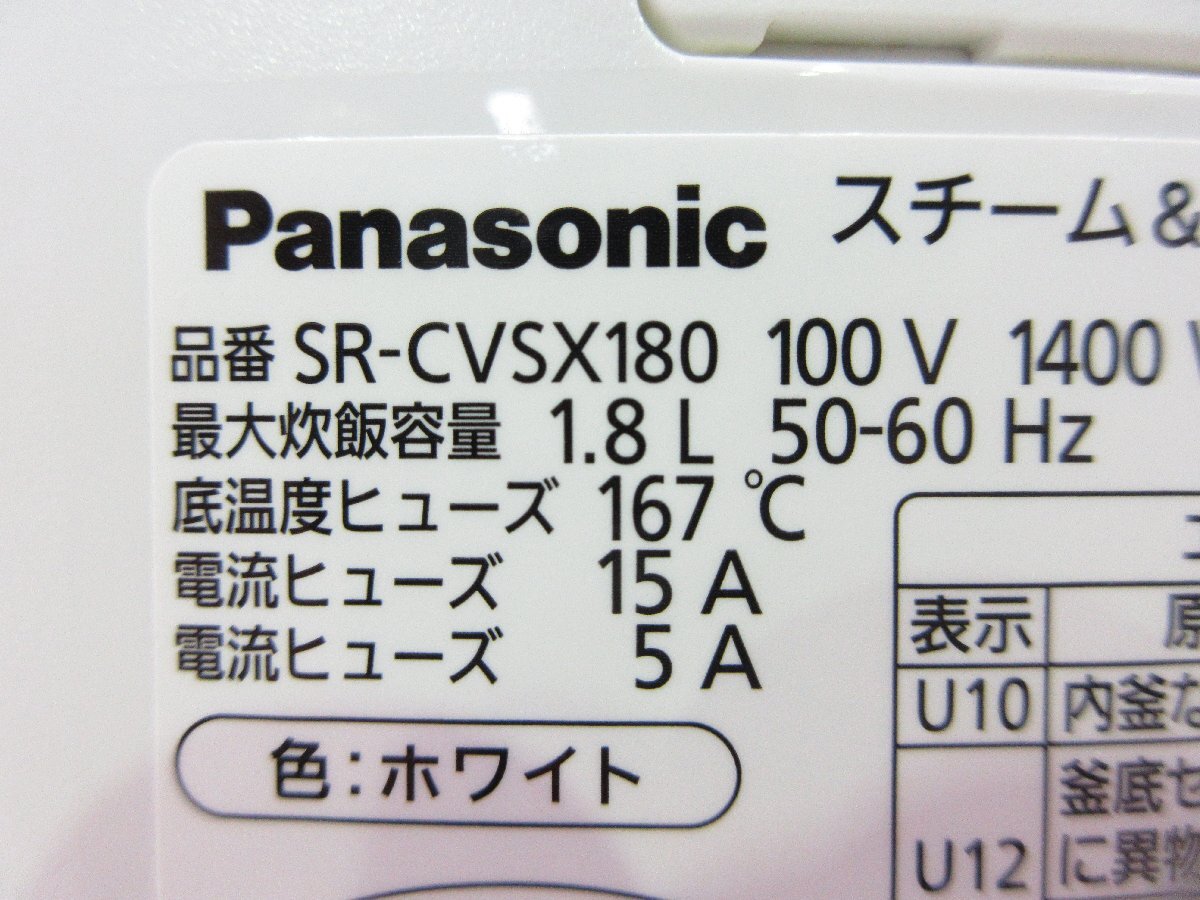 Panasonic スチーム&
品番 SR-CVSX180 100 V 1400 W
最大炊飯容量 1.8 L 50-60 Hz
底温度ヒューズ 167 ℃
電流ヒューズ 15 A
電流ヒューズ 5 A
色:ホワイト
表示 原
U10 内釜な
釜底セ
U12 に異物